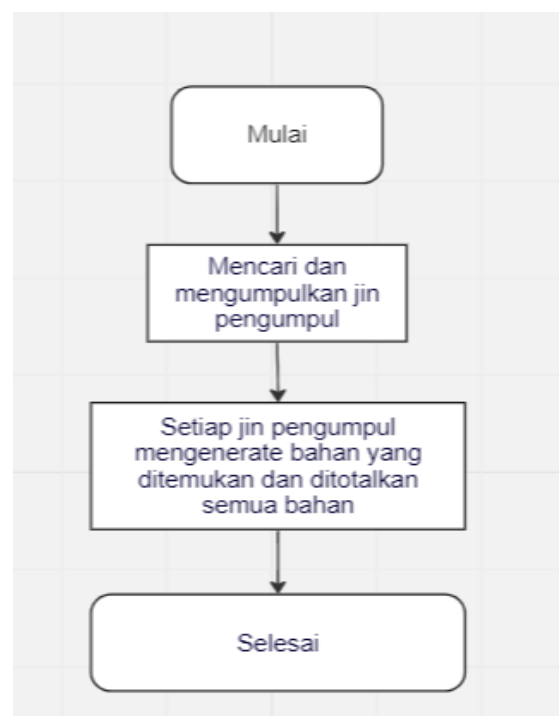 Mulai
Mencari dan
mengumpulkan jin
pengumpul
Setiap jin pengumpul
mengenerate bahan yang
ditemukan dan ditotalkan
semua bahan
Selesai